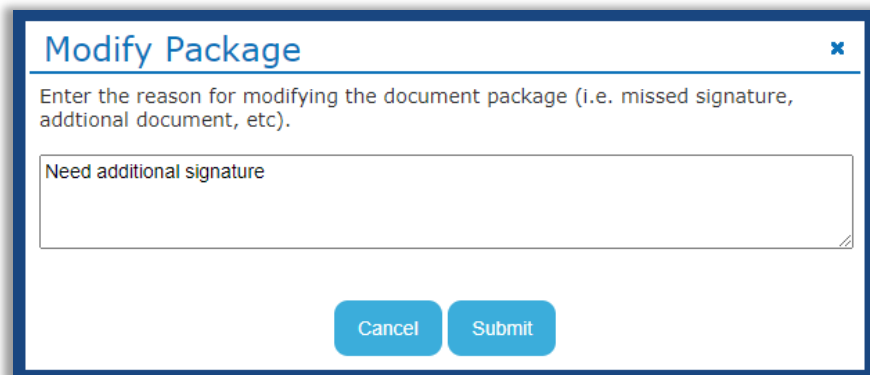 Modify Package
Enter the reason for modifying the document package (i.e. missed signature,
addtional document, etc).
Need additional signature
Cancel Submit